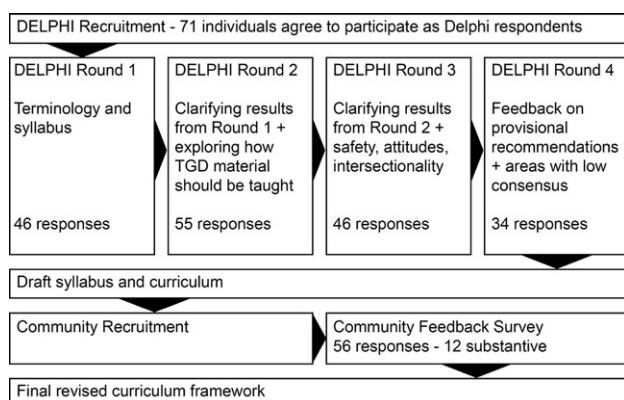 DELPHI Recruitment - 71 individuals agree to participate as Delphi respondents
DELPHI Round 1
Terminology and
syllabus
46 responses
DELPHI Round 2
Clarifying results
from Round 1 +
exploring how
TGD material
should be taught
55 responses
DELPHI Round 3
Clarifying results
from Round 2 +
safety, attitudes,
intersectionality
46 responses
DELPHI Round 4
Feedback on
provisional
recommendations
+ areas with low
consensus
34 responses
Draft syllabus and curriculum
Community Recruitment
Community Feedback Survey
56 responses - 12 substantive
Final revised curriculum framework